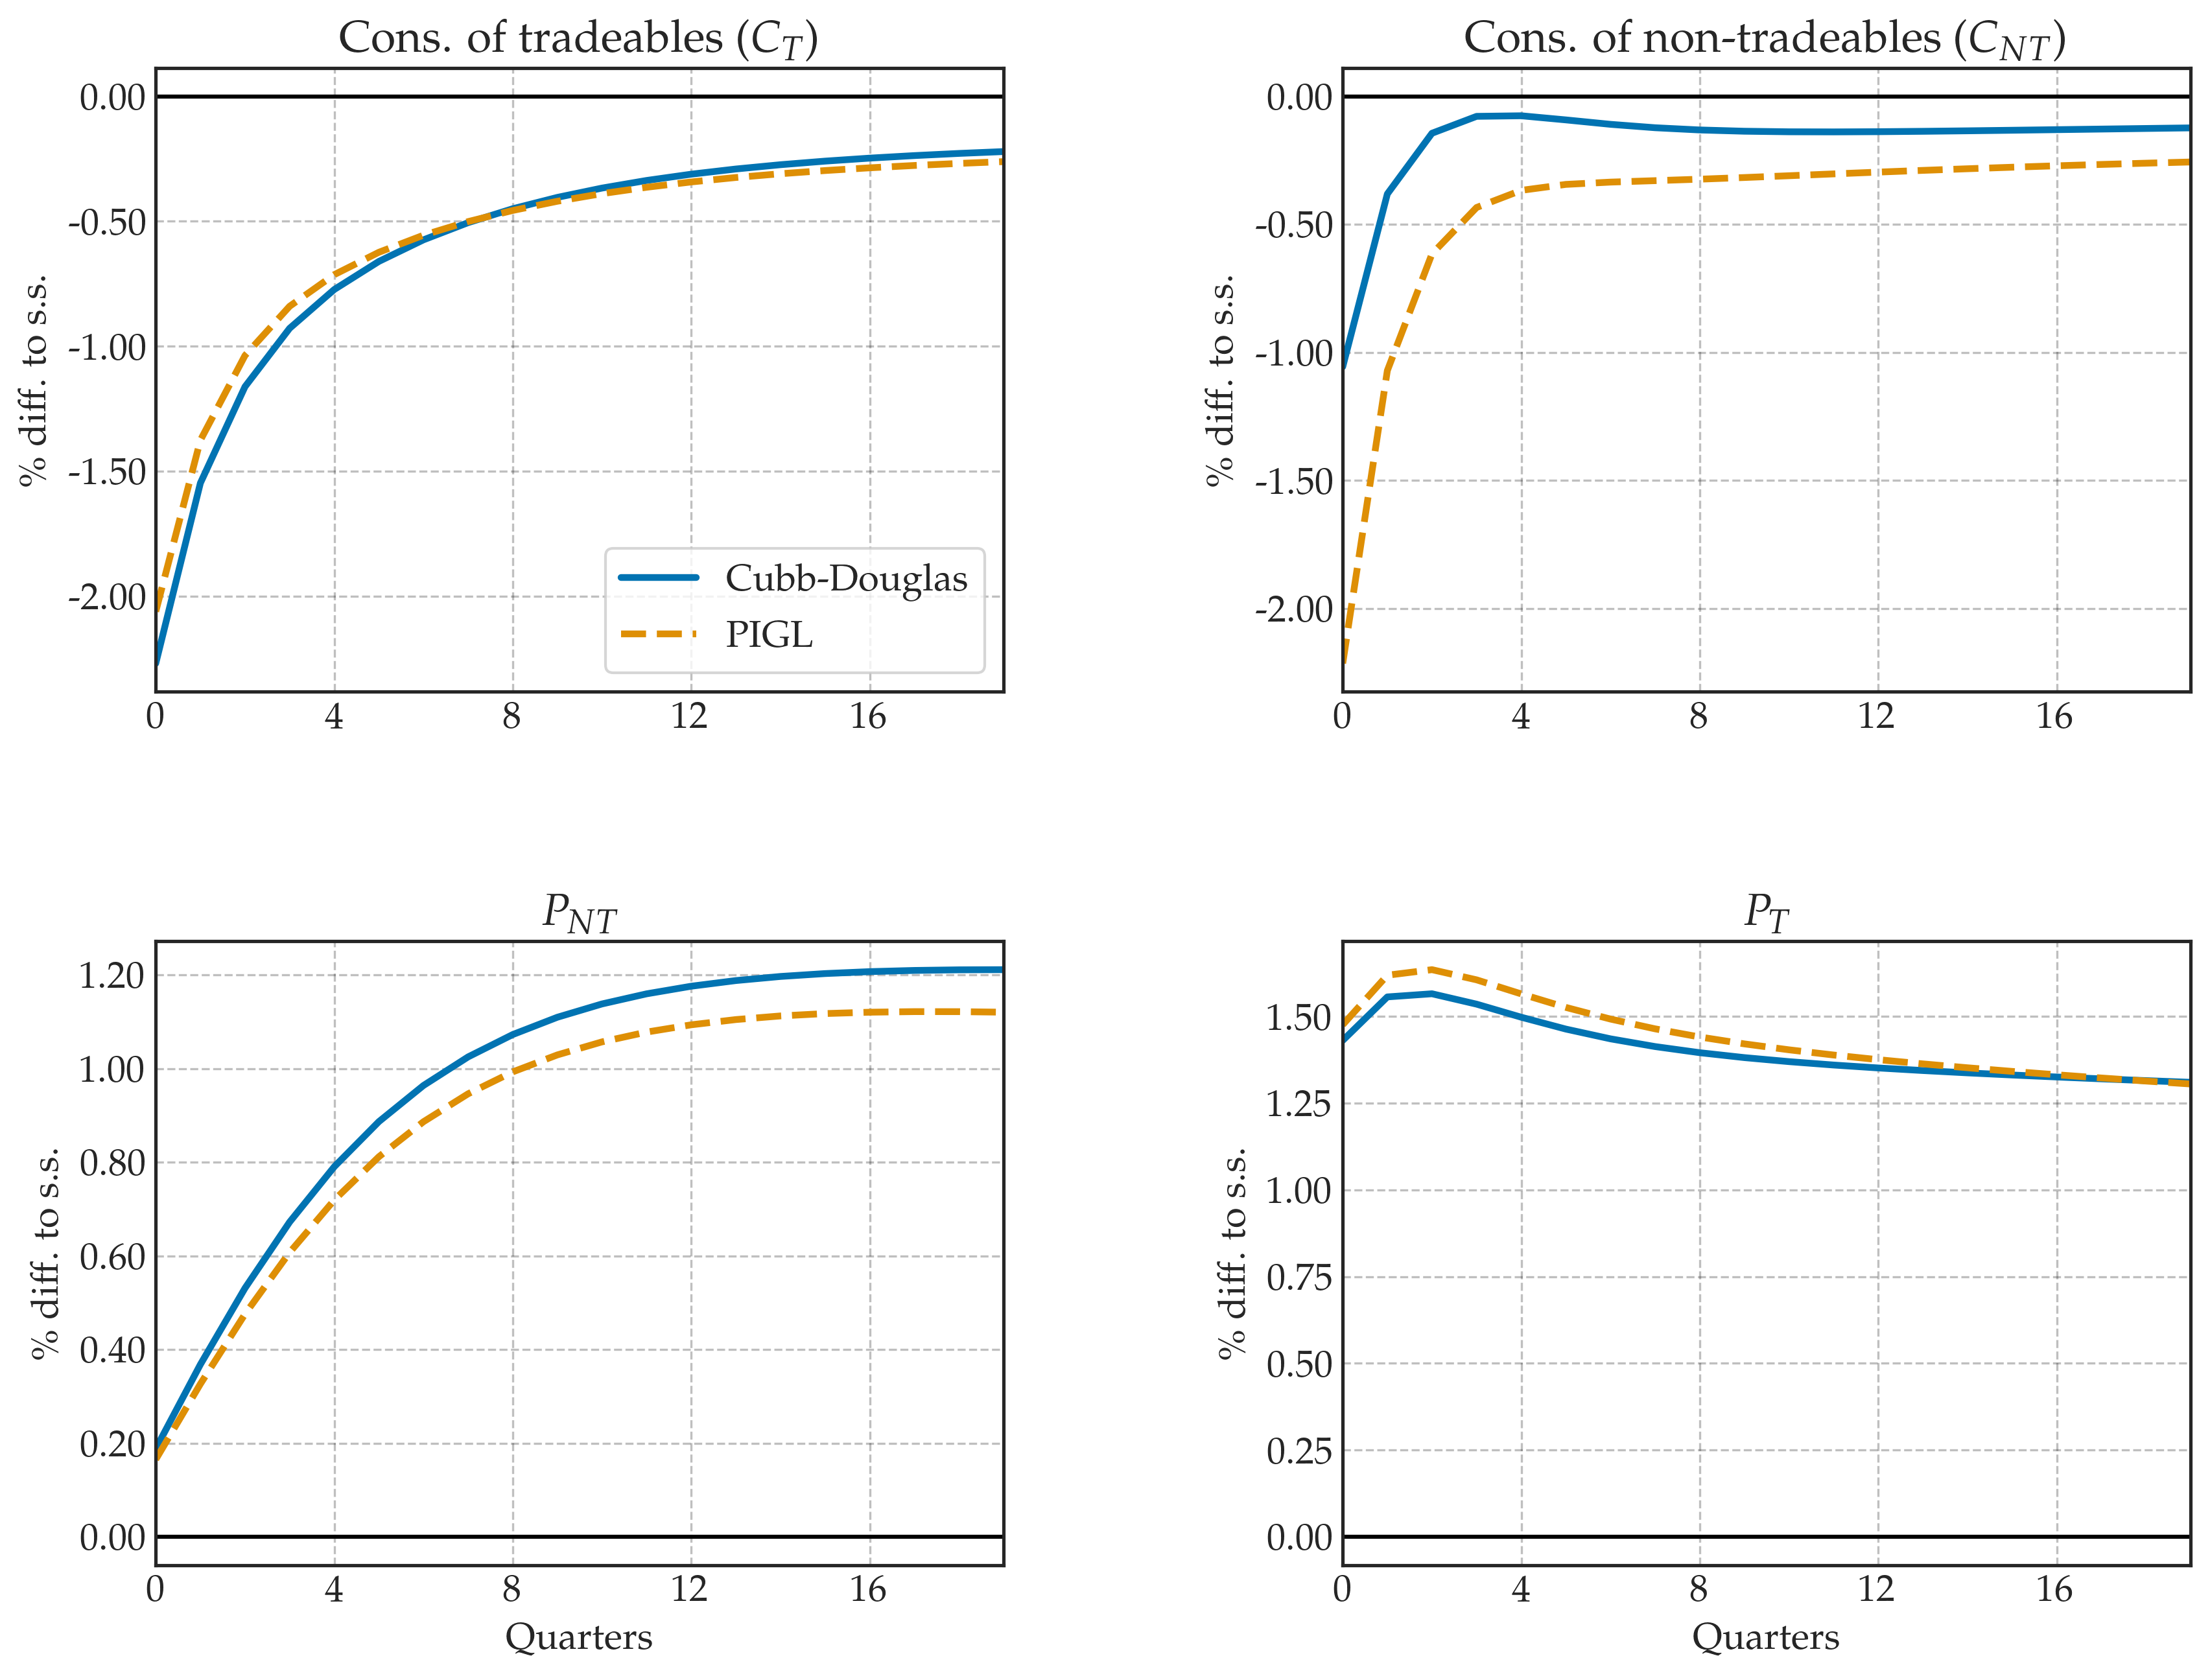 Cons. of tradeables (C_T)
0.00
-0.50
-1.00
-1.50
-2.00
% diff. to s.s.
Cubb-Douglas
PIGL
0 4 8 12 16
Cons. of non-tradeables (C_NT)
0.00
-0.50
-1.00
-1.50
-2.00
% diff. to s.s.
0 4 8 12 16
P_NT
1.20
1.00
0.80
0.60
0.40
0.20
0.00
% diff. to s.s.
0 4 8 12 16
Quarters
P_T
1.50
1.25
1.00
0.75
0.50
0.25
0.00
% diff. to s.s.
0 4 8 12 16
Quarters